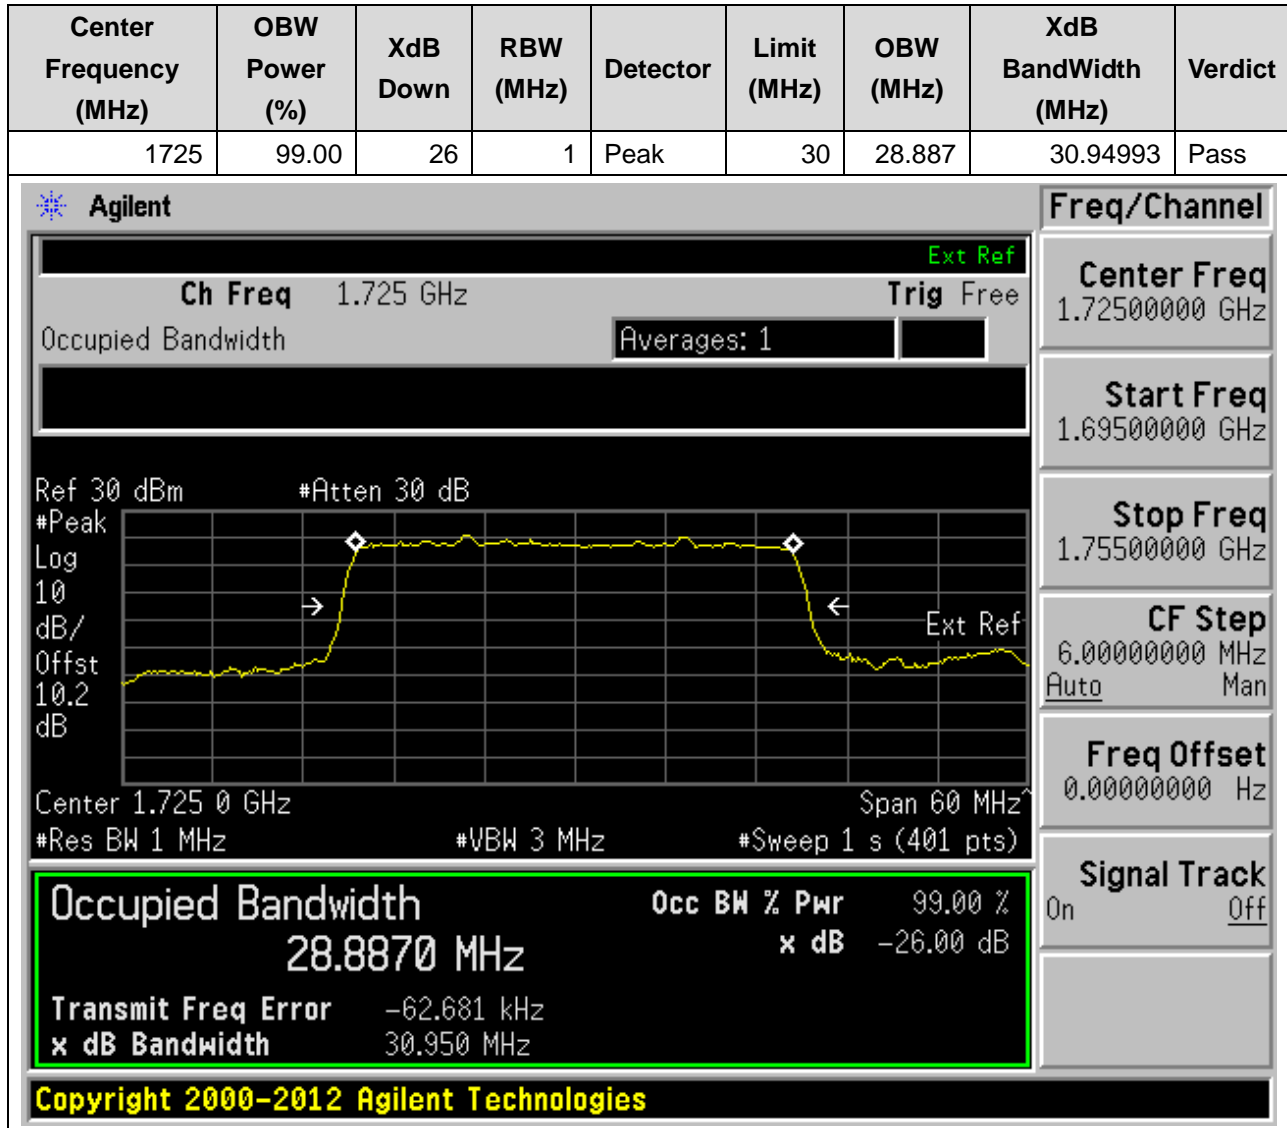 Center Frequency (MHz) OBW Power (%) XdB Down RBW (MHz) Detector Limit (MHz) OBW (MHz) XdB BandWidth (MHz) Verdict
1725 99.00 26 1 Peak 30 28.887 30.94993 Pass
Agilent
Ext Ref
Ch Freq 1.725 GHz Trig Free
Occupied Bandwidth Averages: 1
Ref 30 dBm #Atten 30 dB
#Peak
Log
10
dB/
Offst
10.2
dB
Ext Ref
Center 1.725 0 GHz Span 60 MHz^
#Res BW 1 MHz #VBW 3 MHz #Sweep 1 s (401 pts)
Occupied Bandwidth
28.8870 MHz
Occ BW % Pwr 99.00 %
x dB -26.00 dB
Transmit Freq Error -62.681 kHz
x dB Bandwidth 30.950 MHz
Copyright 2000-2012 Agilent Technologies
Freq/Channel
Center Freq
1.72500000 GHz
Start Freq
1.69500000 GHz
Stop Freq
1.75500000 GHz
CF Step
6.00000000 MHz
Auto Man
Freq Offset
0.00000000 Hz
Signal Track
On Off